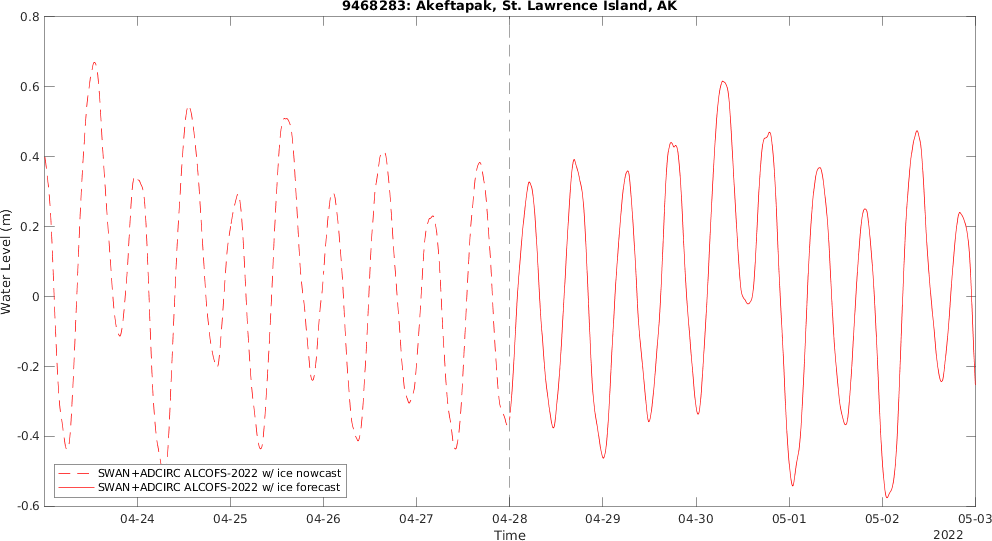 9468283: Akeftapak, St. Lawrence Island, AK
0.8
0.6
0.4
0.2
0
-0.2
-0.4
-0.6
Water Level (m)
SWAN+ADCIRC ALCOFS-2022 w/ ice nowcast
SWAN+ADCIRC ALCOFS-2022 w/ ice forecast
04-24 04-25 04-26 04-27 04-28 04-29 04-30 05-01 05-02 05-03
Time
2022